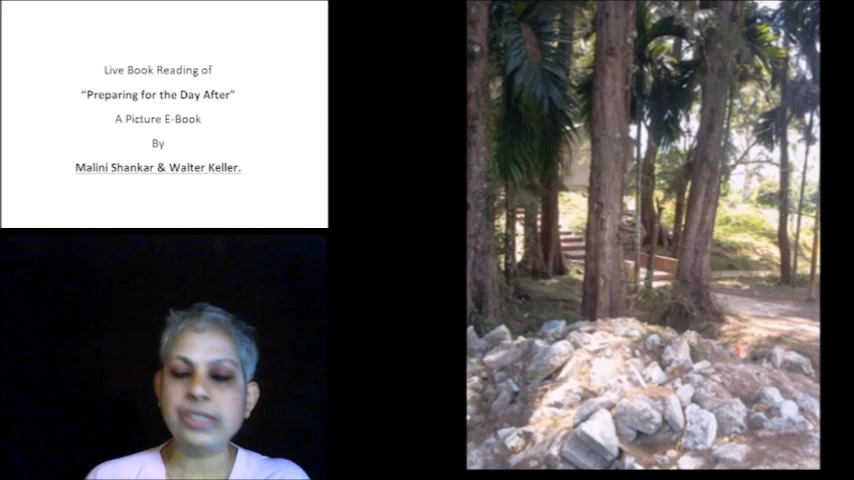 Live Book Reading of
“Preparing for the Day After”
A Picture E-Book
By
Malini Shankar & Walter Keller.